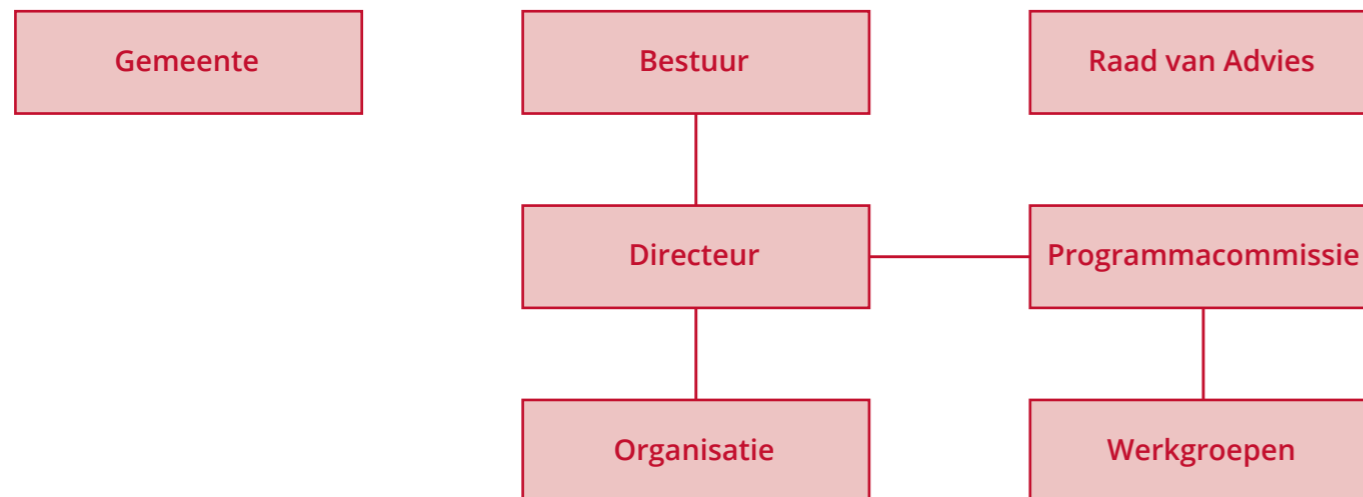 Gemeente
Bestuur
Raad van Advies
Directeur
Programmacommissie
Organisatie
Werkgroepen